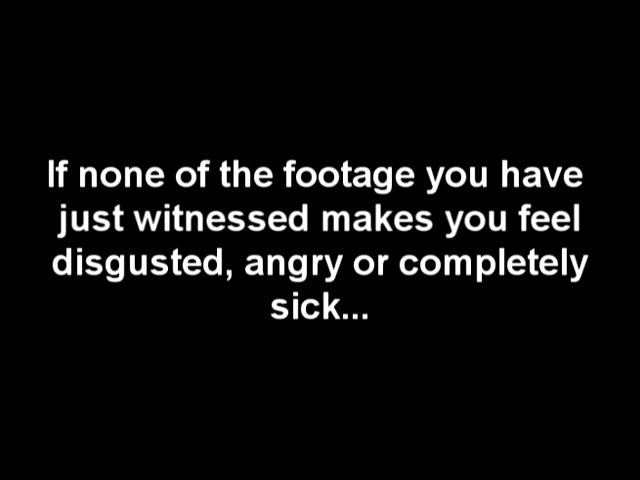 If none of the footage you have
just witnessed makes you feel
disgusted, angry or completely
sick...